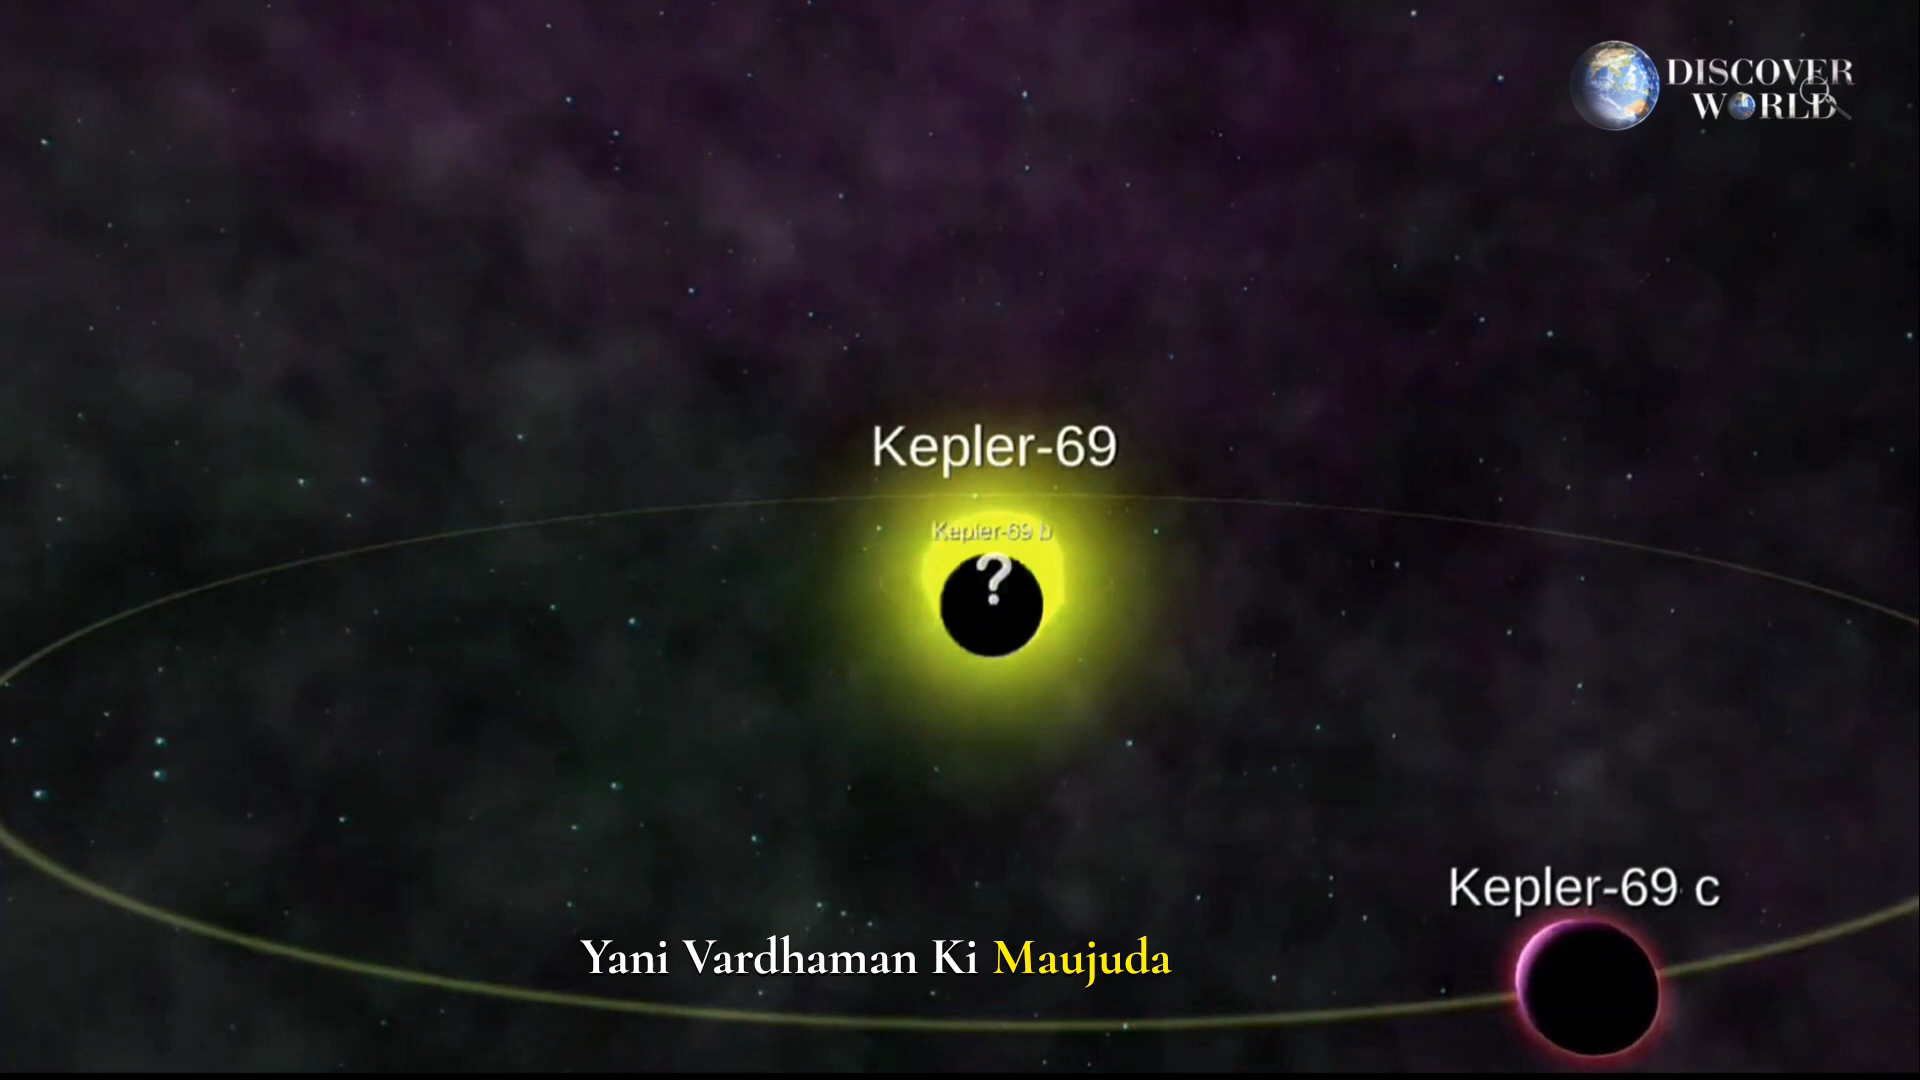 DISCOVER
WORLD
Kepler-69
Kepler-69 b
?
Kepler-69 c
Yani Vardhaman Ki Maujuda